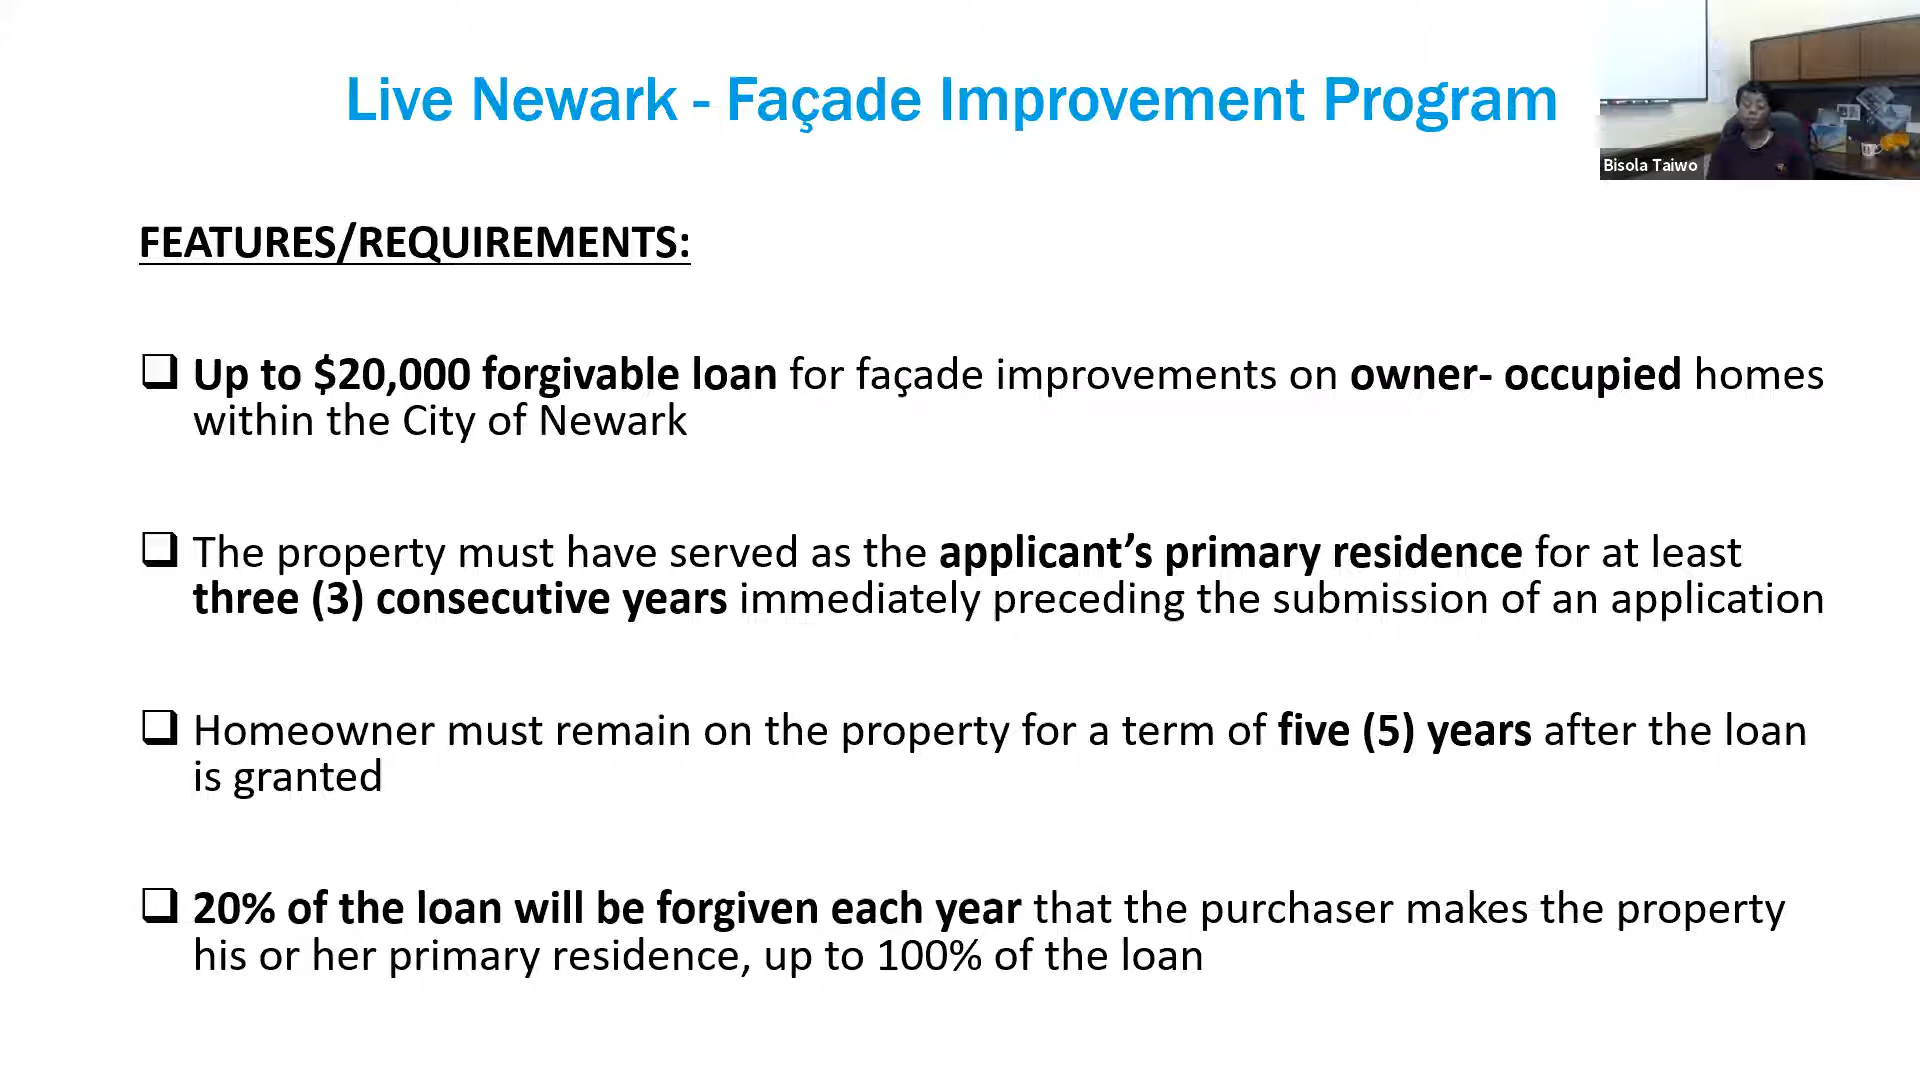 Live Newark - Façade Improvement Program
Bisola Taiwo
FEATURES/REQUIREMENTS:
Up to $20,000 forgivable loan for façade improvements on owner- occupied homes
within the City of Newark
The property must have served as the applicant’s primary residence for at least
three (3) consecutive years immediately preceding the submission of an application
Homeowner must remain on the property for a term of five (5) years after the loan
is granted
20% of the loan will be forgiven each year that the purchaser makes the property
his or her primary residence, up to 100% of the loan